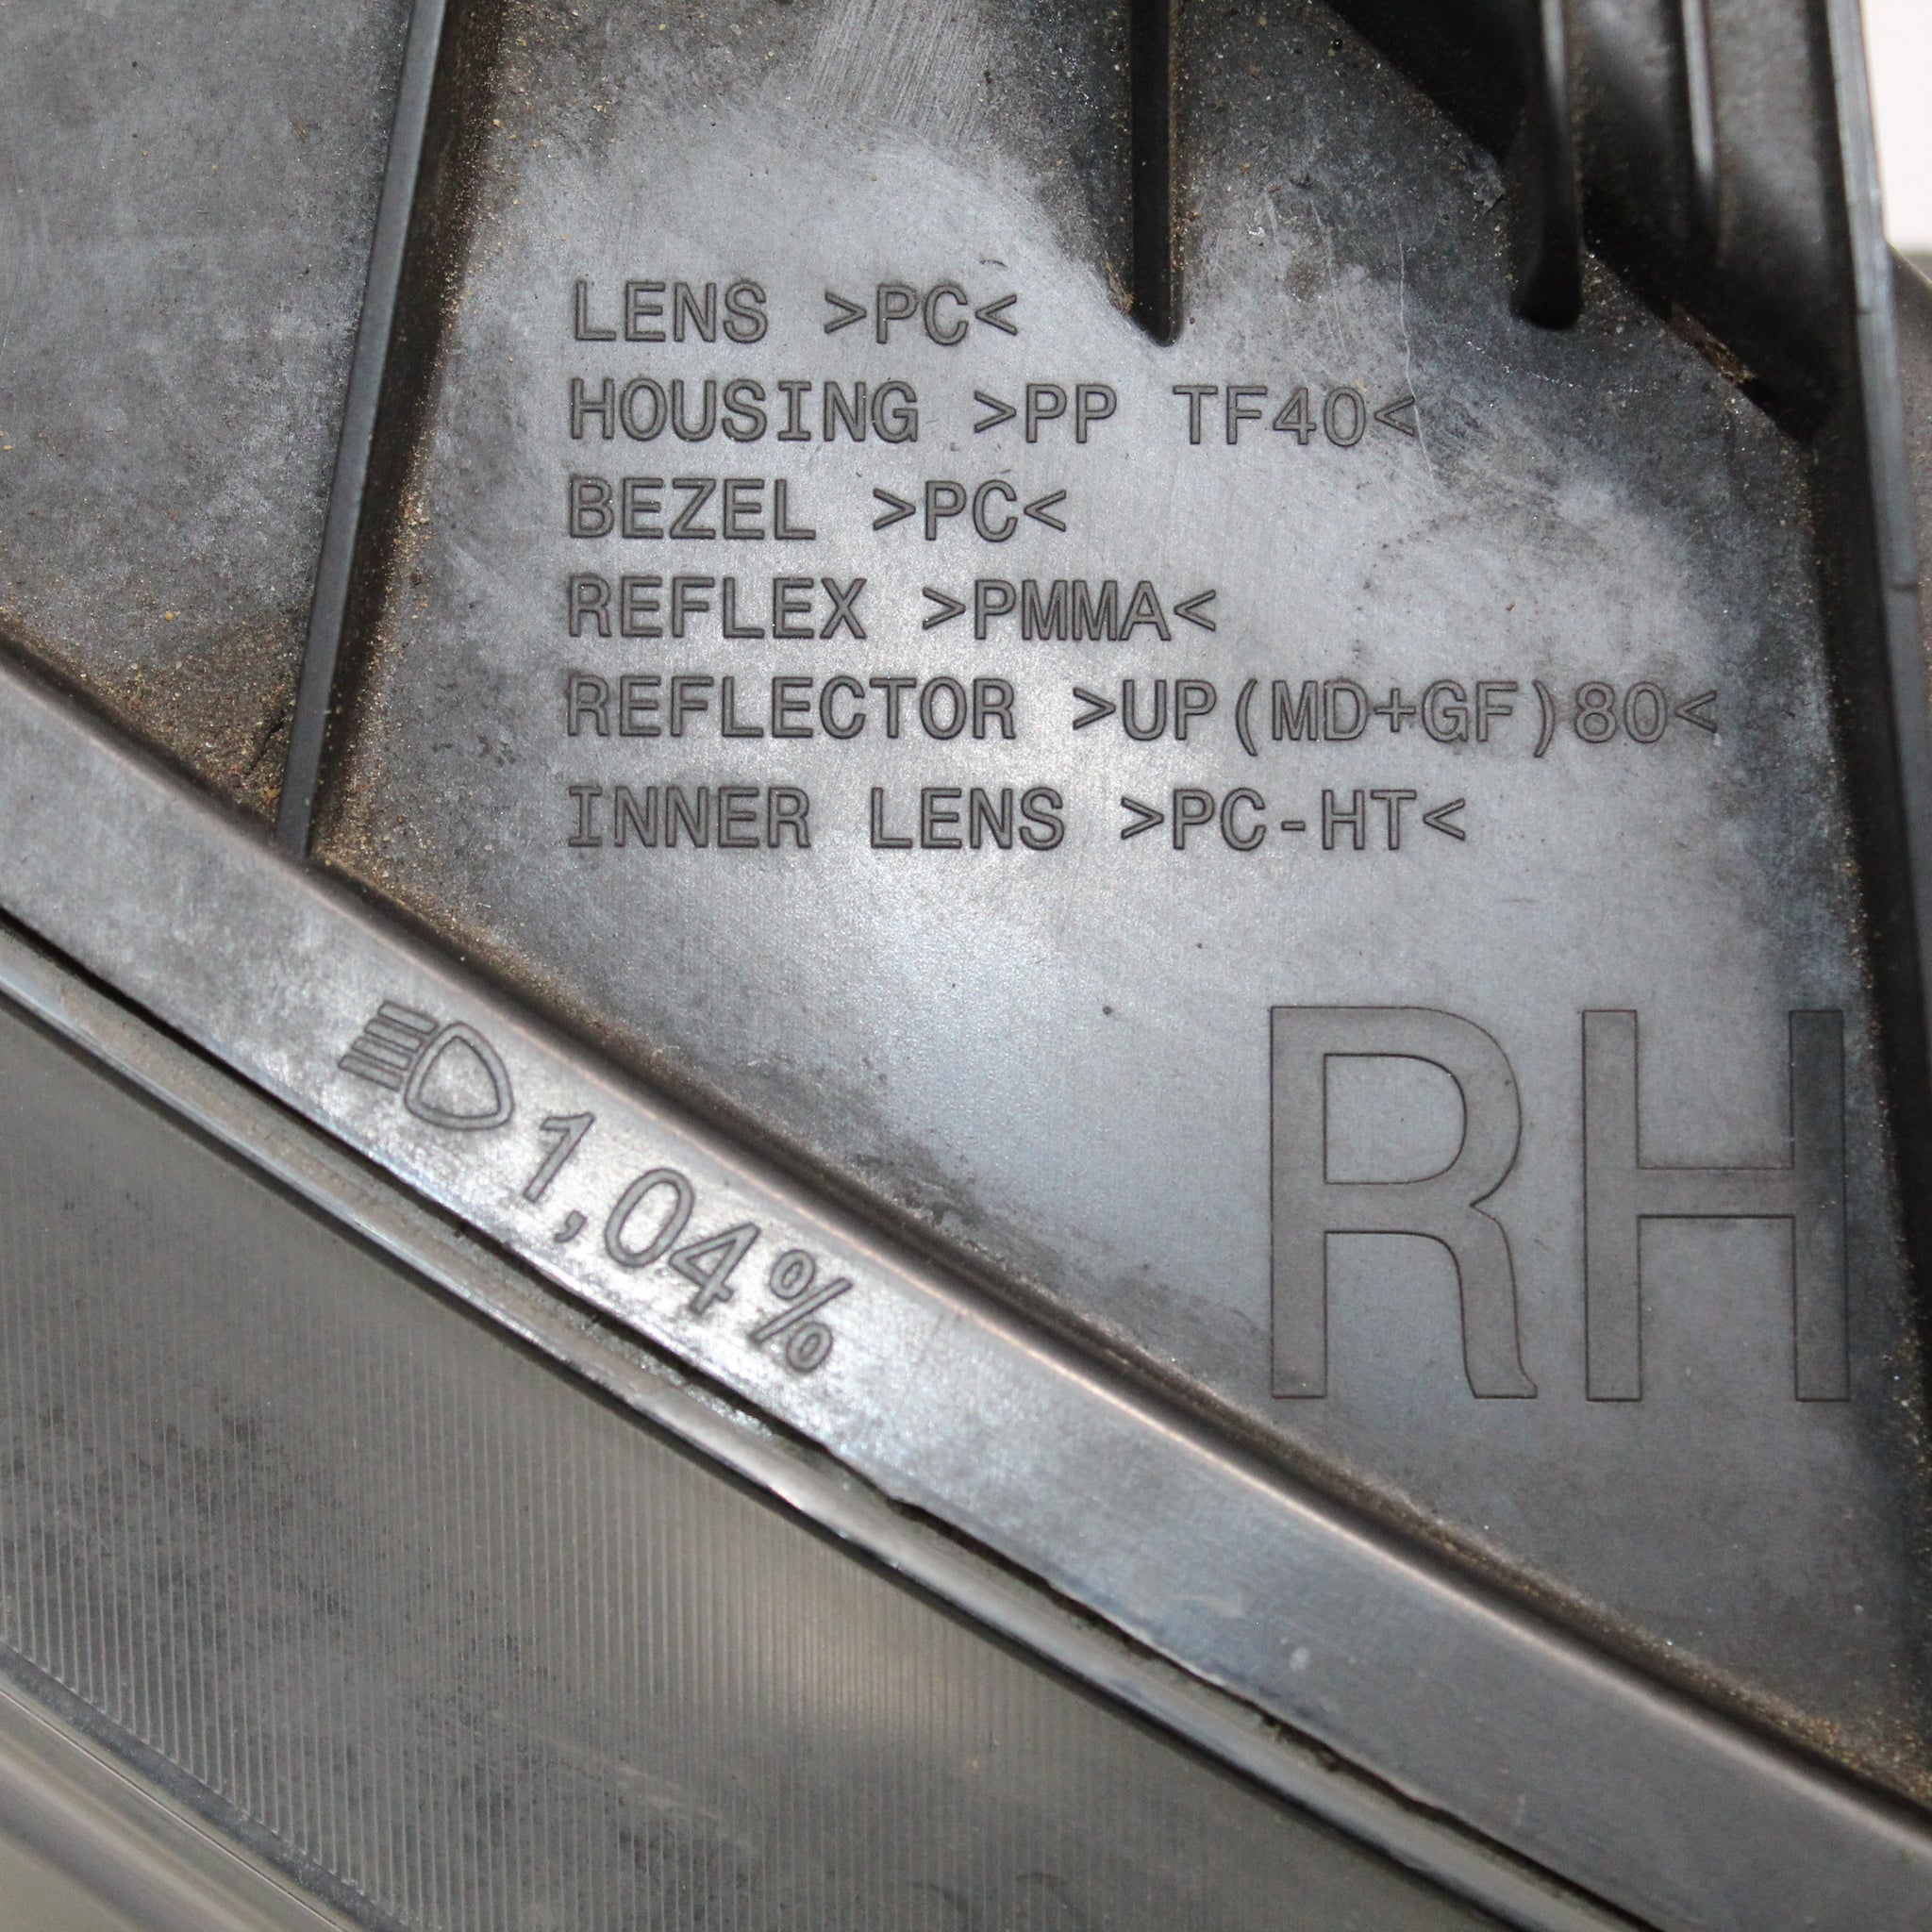 LENS >PC<
HOUSING >PP TF40<
BEZEL >PC<
REFLEX >PMMA<
REFLECTOR >UP(MD+GF)80<
INNER LENS >PC-HT<
RH
1,04%